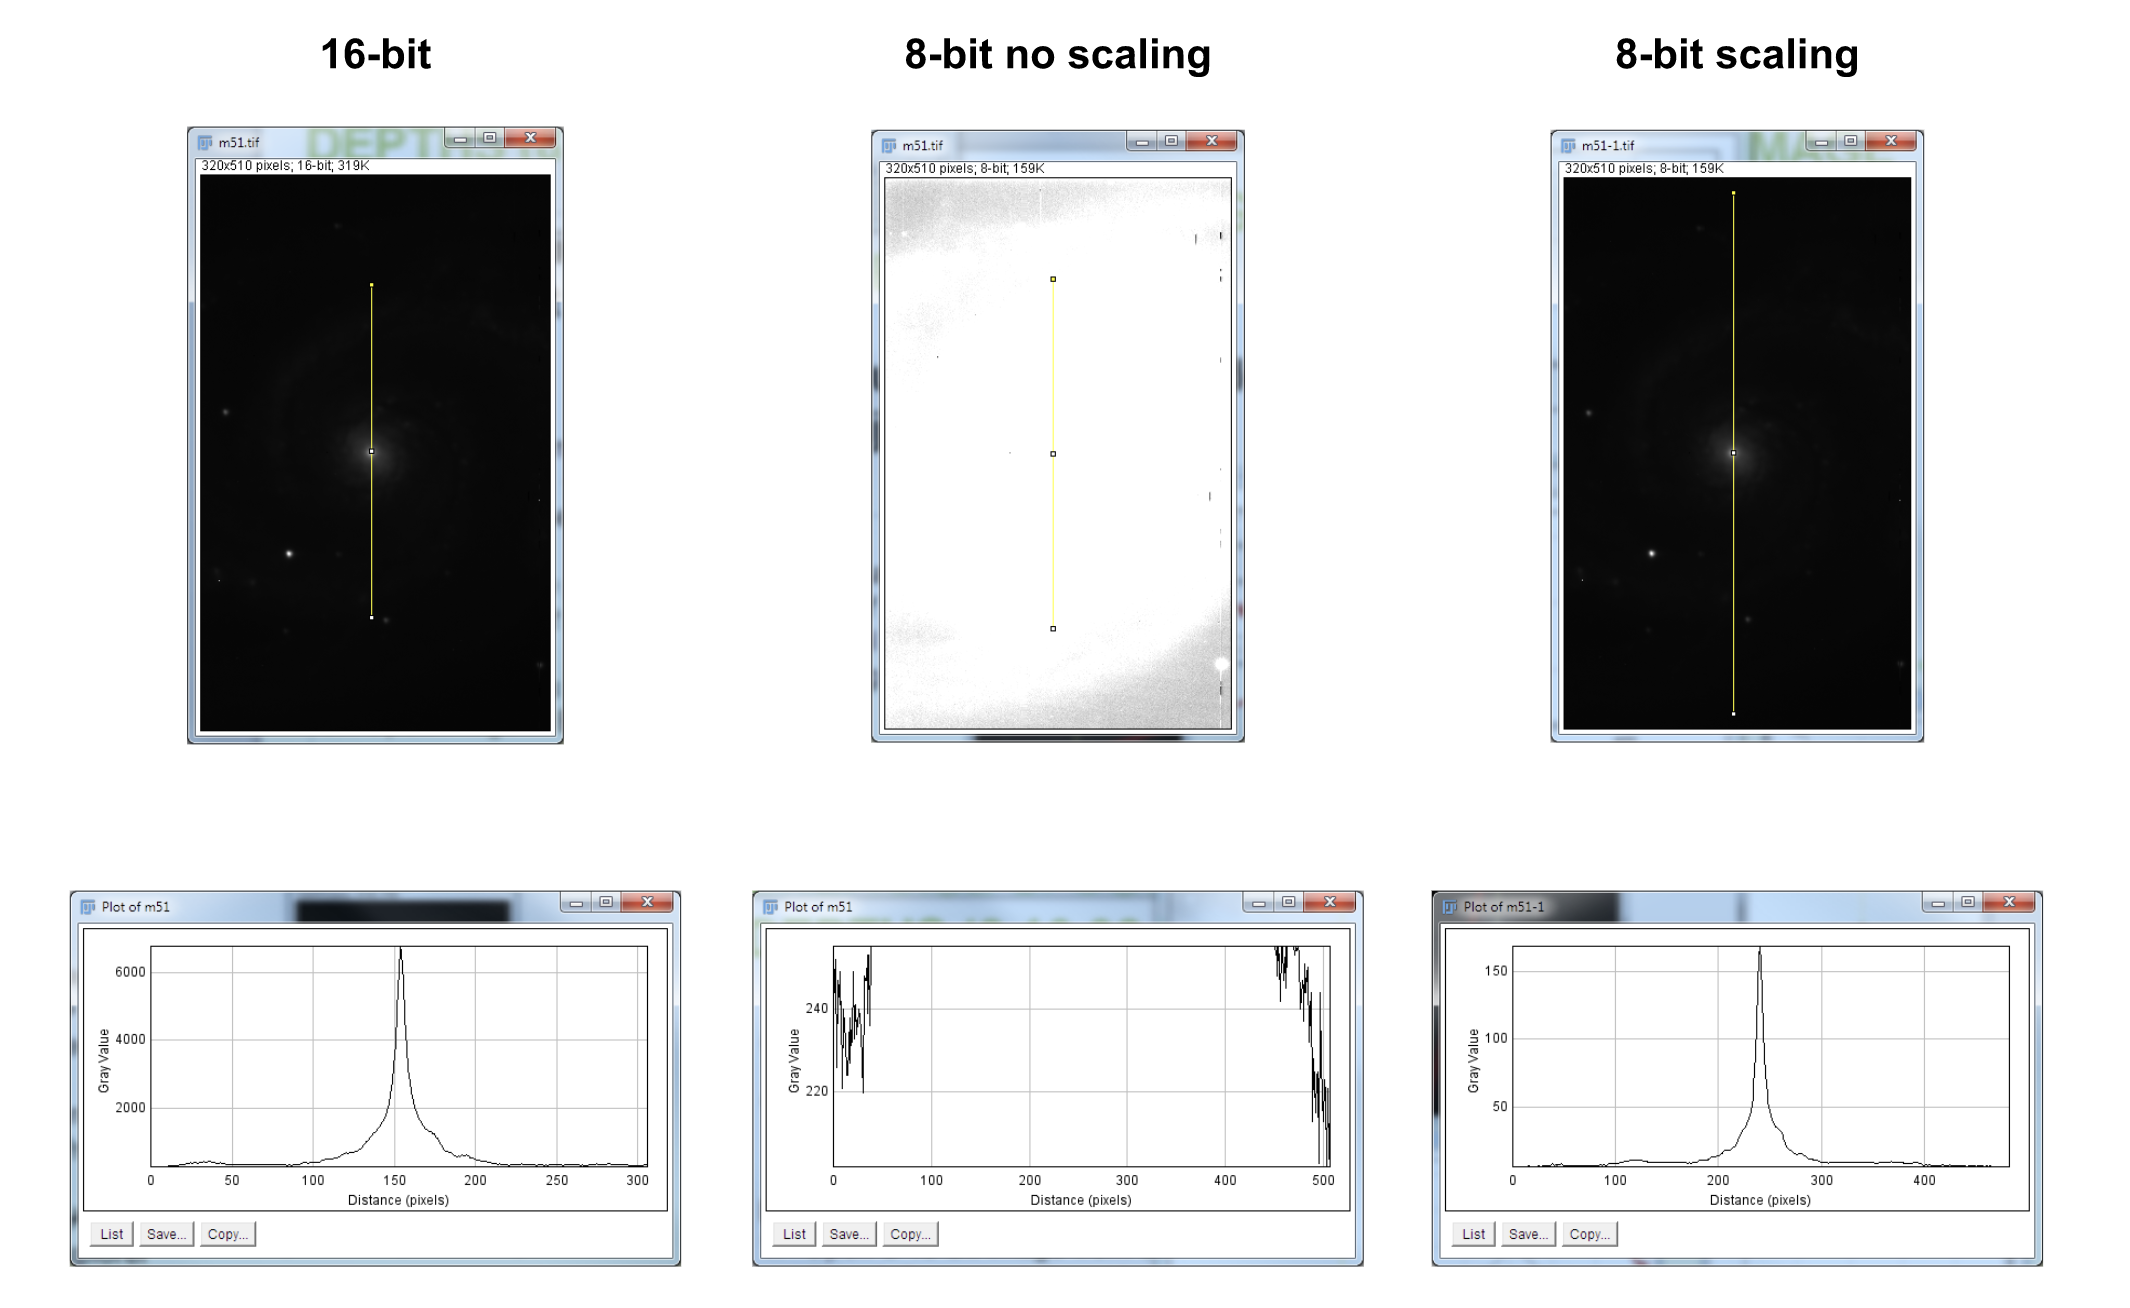 16-bit
8-bit no scaling
8-bit scaling
m51.tif
320x510 pixels; 16-bit; 319K
m51.tif
320x510 pixels; 8-bit; 159K
m51-1.tif
320x510 pixels; 8-bit; 159K
Plot of m51
6000
4000
2000
Gray Value
0 50 100 150 200 250 300
Distance (pixels)
List Save... Copy...
Plot of m51
240
220
Gray Value
0 100 200 300 400 500
Distance (pixels)
List Save... Copy...
Plot of m51-1
150
100
50
Gray Value
0 100 200 300 400
Distance (pixels)
List Save... Copy...